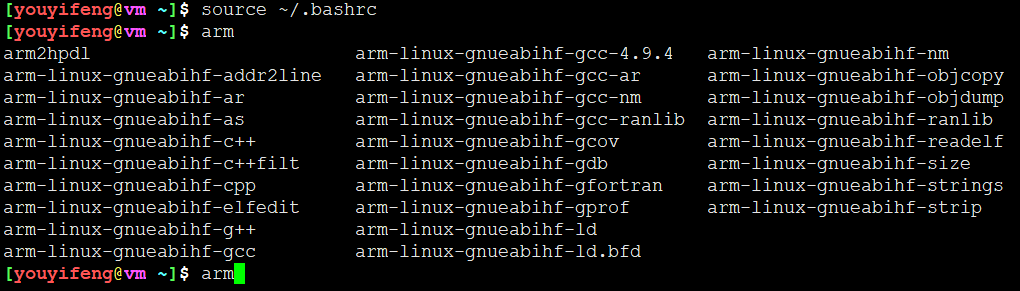 [youyifeng@vm ~]$ source ~/.bashrc
[youyifeng@vm ~]$ arm
arm2hpdl arm-linux-gnueabihf-gcc-4.9.4 arm-linux-gnueabihf-nm
arm-linux-gnueabihf-addr2line arm-linux-gnueabihf-gcc-ar arm-linux-gnueabihf-objcopy
arm-linux-gnueabihf-ar arm-linux-gnueabihf-gcc-nm arm-linux-gnueabihf-objdump
arm-linux-gnueabihf-as arm-linux-gnueabihf-gcc-ranlib arm-linux-gnueabihf-ranlib
arm-linux-gnueabihf-c++ arm-linux-gnueabihf-gcov arm-linux-gnueabihf-readelf
arm-linux-gnueabihf-c++filt arm-linux-gnueabihf-gdb arm-linux-gnueabihf-size
arm-linux-gnueabihf-cpp arm-linux-gnueabihf-gfortran arm-linux-gnueabihf-strings
arm-linux-gnueabihf-elfedit arm-linux-gnueabihf-gprof arm-linux-gnueabihf-strip
arm-linux-gnueabihf-g++ arm-linux-gnueabihf-ld
arm-linux-gnueabihf-gcc arm-linux-gnueabihf-ld.bfd
[youyifeng@vm ~]$ arm